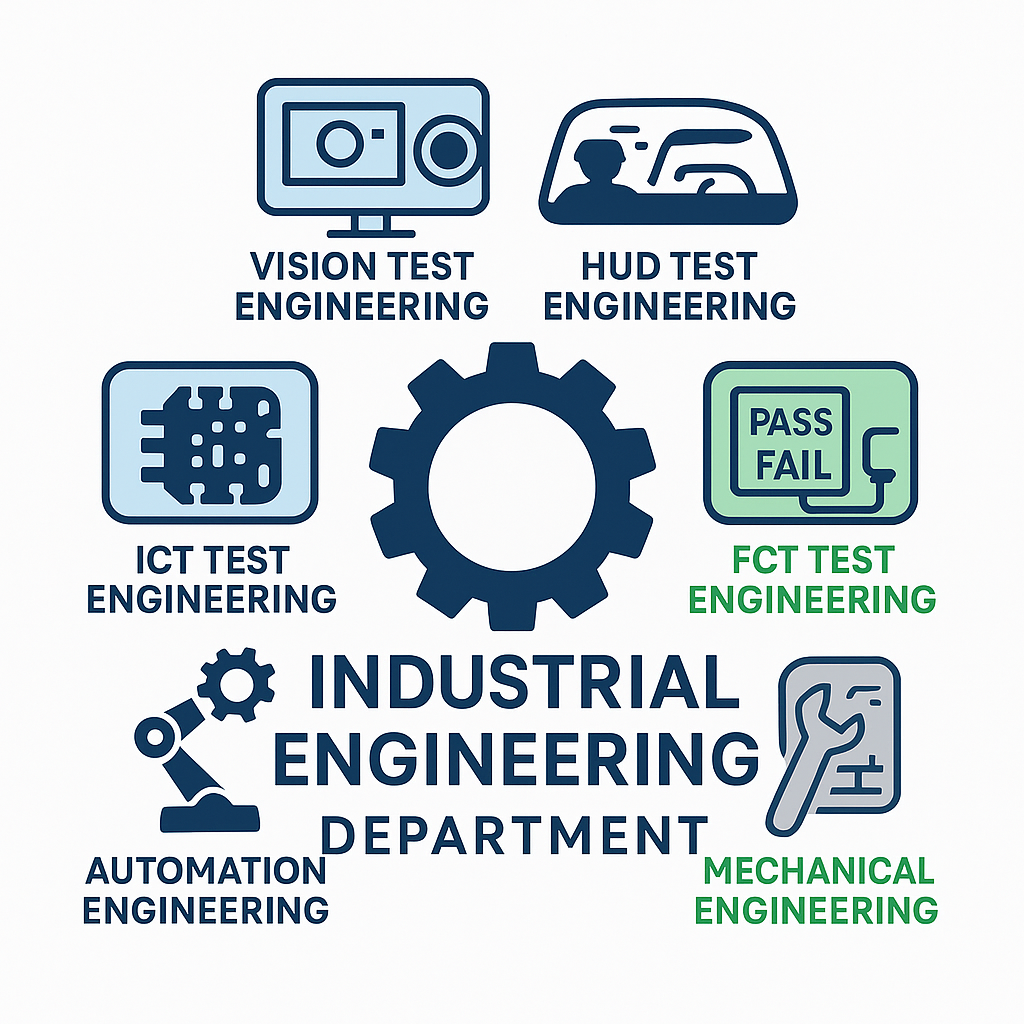 VISION TEST
ENGINEERING
HUD TEST
ENGINEERING
ICT TEST
ENGINEERING
PASS
FAIL
FCT TEST
ENGINEERING
INDUSTRIAL
ENGINEERING
DEPARTMENT
AUTOMATION
ENGINEERING
MECHANICAL
ENGINEERING